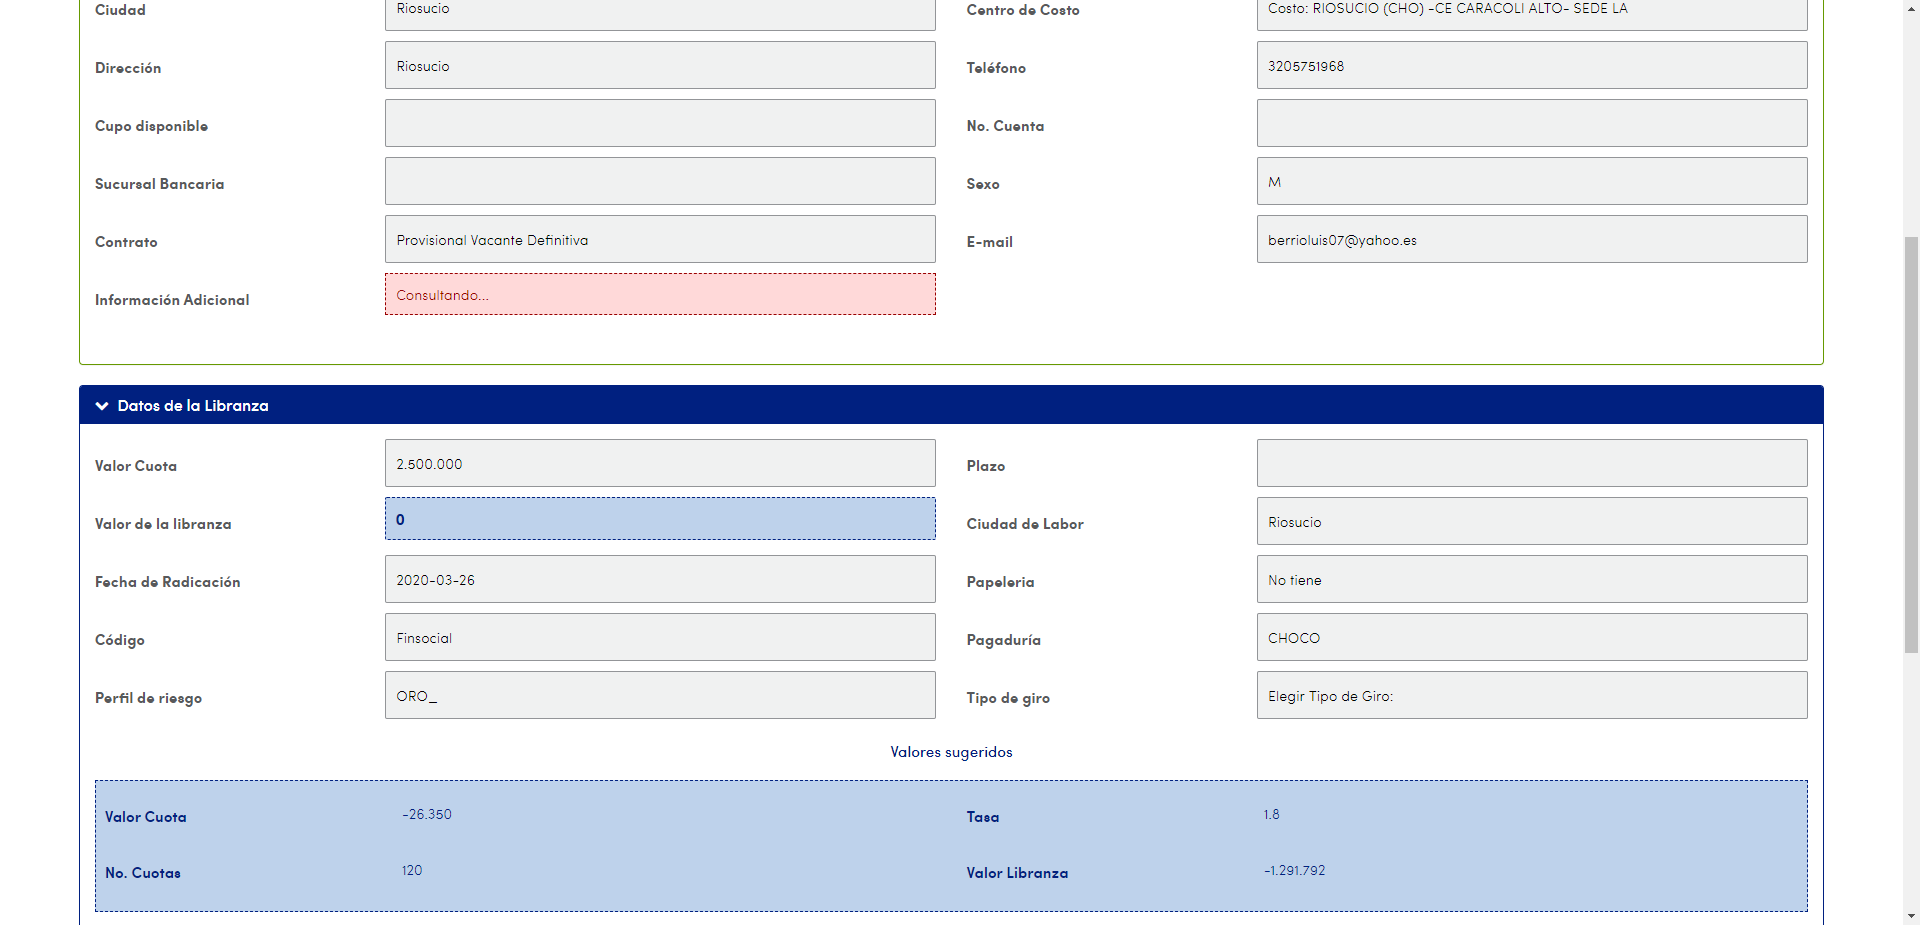 Ciudad
Riosucio
Centro de Costo
Costo: RIOSUCIO (CHO) -CE CARACOLI ALTO- SEDE LA
Dirección
Riosucio
Teléfono
3205751968
Cupo disponible
No. Cuenta
Sucursal Bancaria
Sexo
M
Contrato
Provisional Vacante Definitiva
E-mail
berrioluis07@yahoo.es
Información Adicional
Consultando...
Datos de la Libranza
Valor Cuota
2.500.000
Plazo
Valor de la libranza
0
Ciudad de Labor
Riosucio
Fecha de Radicación
2020-03-26
Papeleria
No tiene
Código
Finsocial
Pagaduría
CHOCO
Perfil de riesgo
ORO_
Tipo de giro
Elegir Tipo de Giro:
Valores sugeridos
Valor Cuota
-26.350
Tasa
1.8
No. Cuotas
120
Valor Libranza
-1.291.792